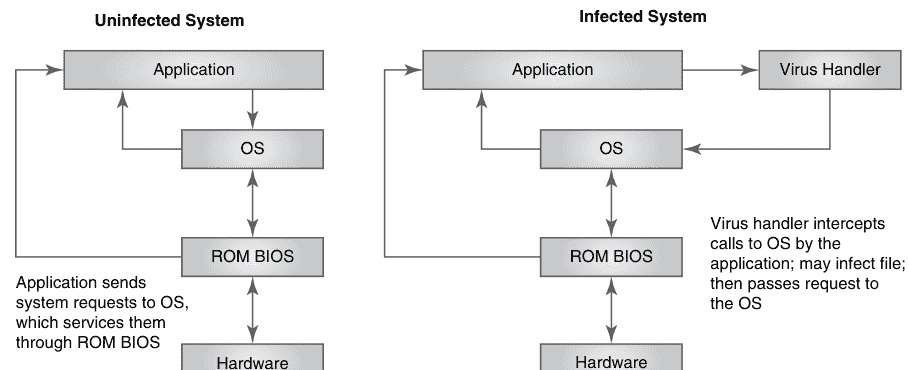 Uninfected System
Application
OS
ROM BIOS
Application sends
system requests to OS,
which services them
through ROM BIOS
Hardware
Infected System
Application
Virus Handler
OS
ROM BIOS
Virus handler intercepts
calls to OS by the
application; may infect file;
then passes request to
the OS
Hardware